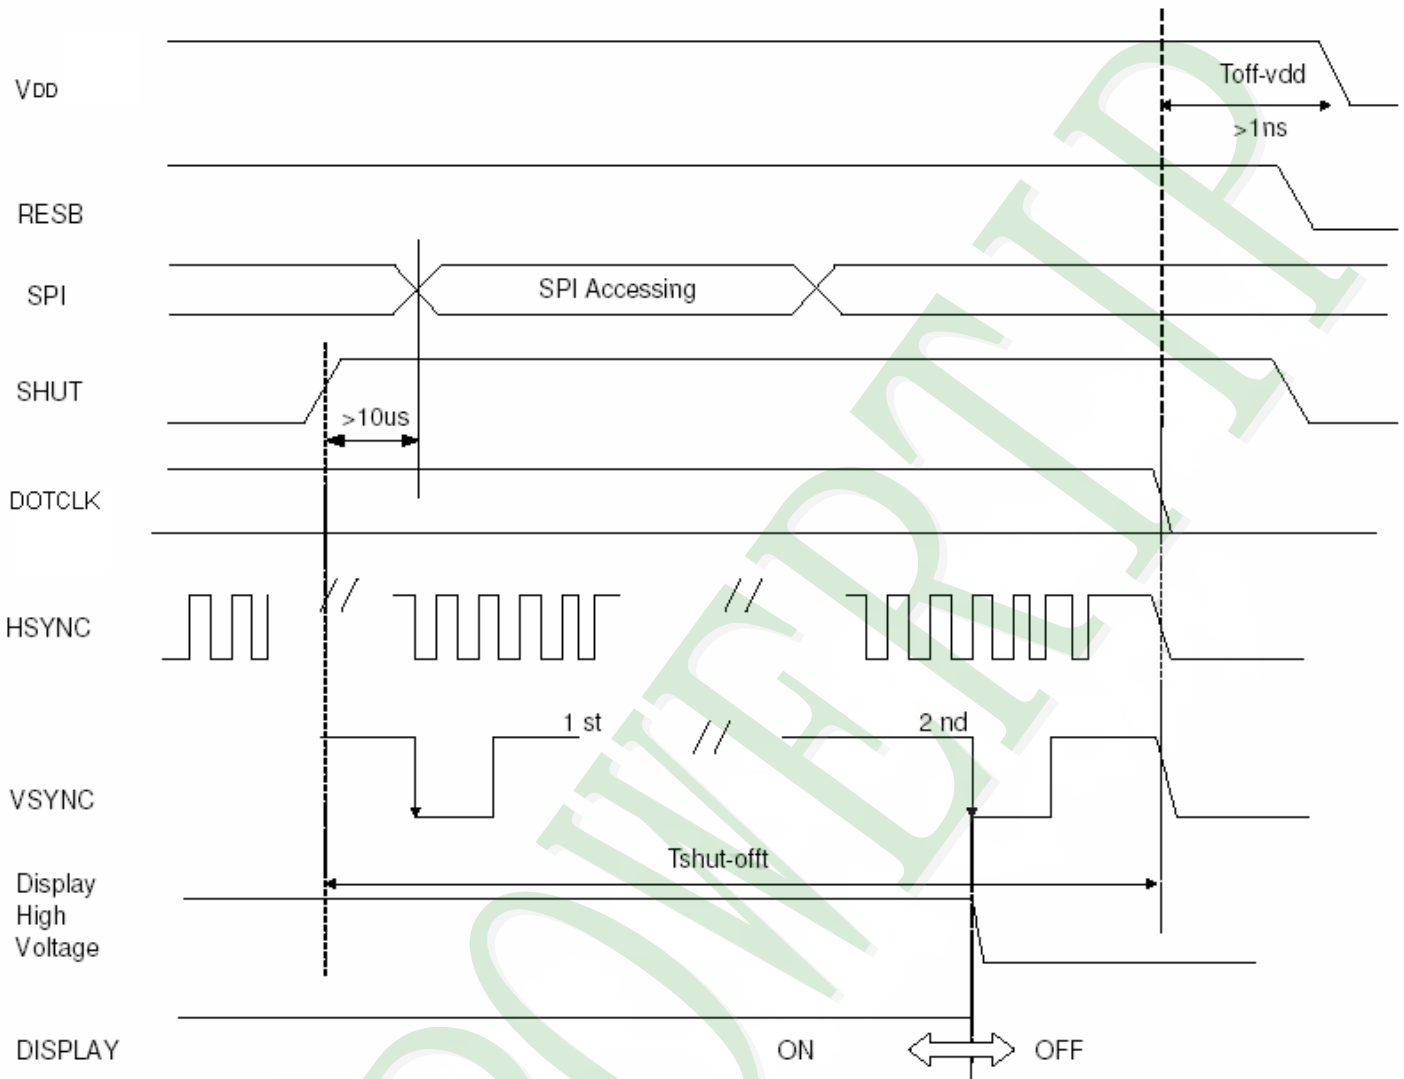 VDD
Toff-vdd
>1ns
RESB
SPI
SPI Accessing
SHUT
>10us
DOTCLK
HSYNC
VSYNC
1 st
2 nd
Tshut-offt
Display
High
Voltage
DISPLAY
ON
OFF
POWERTIP